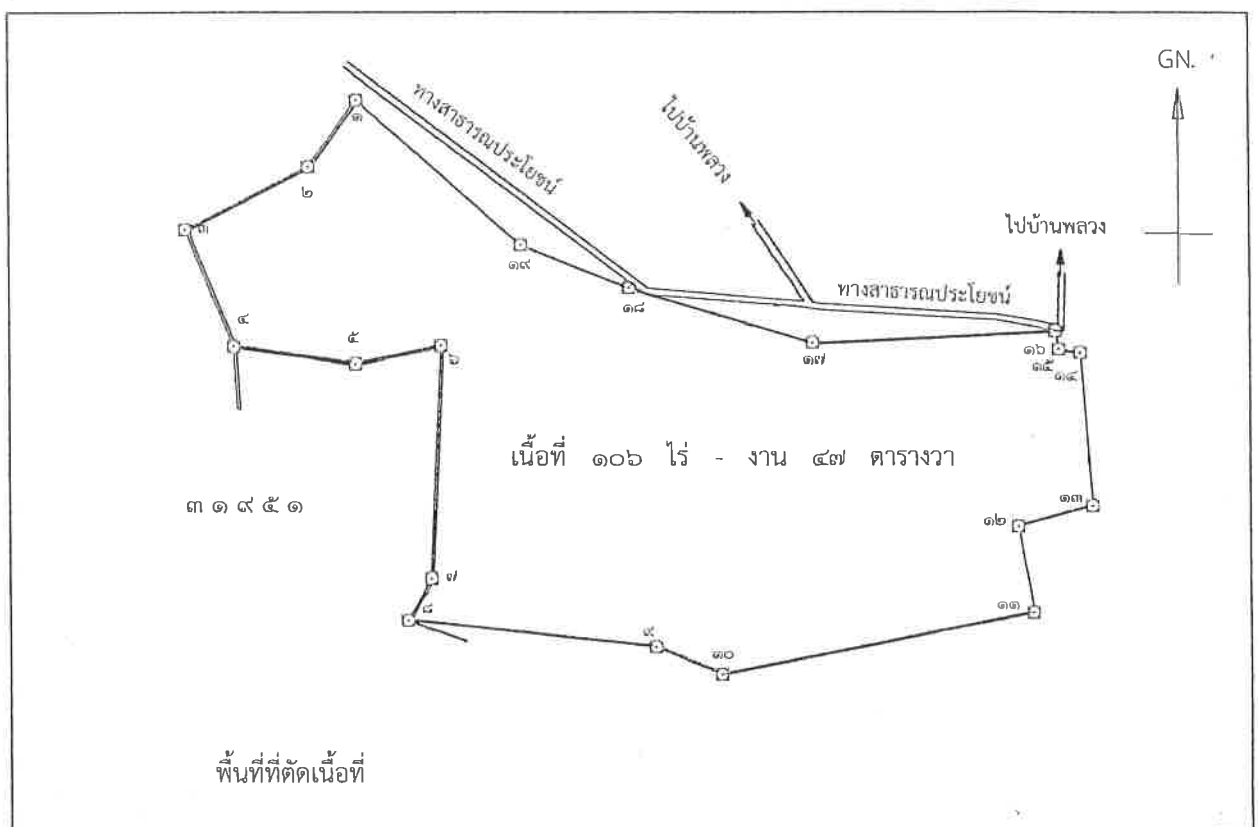 GN.
ทางสาธารณประโยชน์
ไปบ้านพลวง
ไปบ้านพลวง
ทางสาธารณประโยชน์
๑
๒
๓
๑๙
๑๘
๔
๕
๖
๑๗
๑๖
๑๕
๑๔
เนื้อที่ ๑๐๖ ไร่ - งาน ๔๗ ตารางวา
๓๑๙๕๑
๑๓
๑๒
๗
๘
๑๑
๙
๑๐
พื้นที่ที่ตัดเนื้อที่